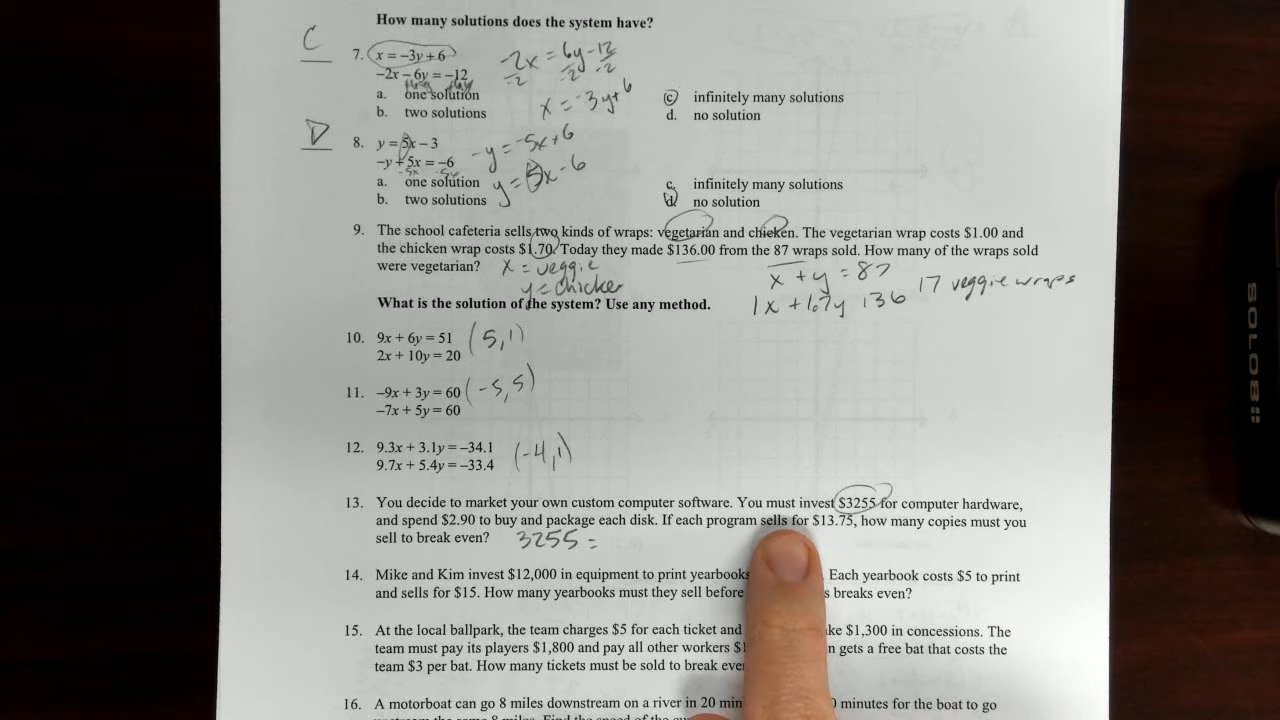 How many solutions does the system have?
C
7. x = −3y + 6
-2x = 6y - 12
−2x − 6y = −12
-2 -2 -2
a. one solution
x = -3y + 6
c. infinitely many solutions
b. two solutions
d. no solution
D
8. y = 5x − 3
-y = -5x + 6
−y + 5x = −6
-5x -5x
y = 5x - 6
a. one solution
c. infinitely many solutions
b. two solutions
d. no solution
9. The school cafeteria sells two kinds of wraps: vegetarian and chicken. The vegetarian wrap costs $1.00 and
the chicken wrap costs $1.70. Today they made $136.00 from the 87 wraps sold. How many of the wraps sold
were vegetarian? x = veggie
y = chicken
x + y = 87
1x + 1.7y 136
17 veggie wraps
What is the solution of the system? Use any method.
10. 9x + 6y = 51 (5, 1)
2x + 10y = 20
11. −9x + 3y = 60 (-5, 5)
−7x + 5y = 60
12. 9.3x + 3.1y = −34.1 (-4, 1)
9.7x + 5.4y = −33.4
13. You decide to market your own custom computer software. You must invest $3255 for computer hardware,
and spend $2.90 to buy and package each disk. If each program sells for $13.75, how many copies must you
sell to break even? 3255 =
14. Mike and Kim invest $12,000 in equipment to print yearbooks Each yearbook costs $5 to print
and sells for $15. How many yearbooks must they sell before s breaks even?
15. At the local ballpark, the team charges $5 for each ticket and ke $1,300 in concessions. The
team must pay its players $1,800 and pay all other workers $1 n gets a free bat that costs the
team $3 per bat. How many tickets must be sold to break eve
16. A motorboat can go 8 miles downstream on a river in 20 min 0 minutes for the boat to go
SOLO 8